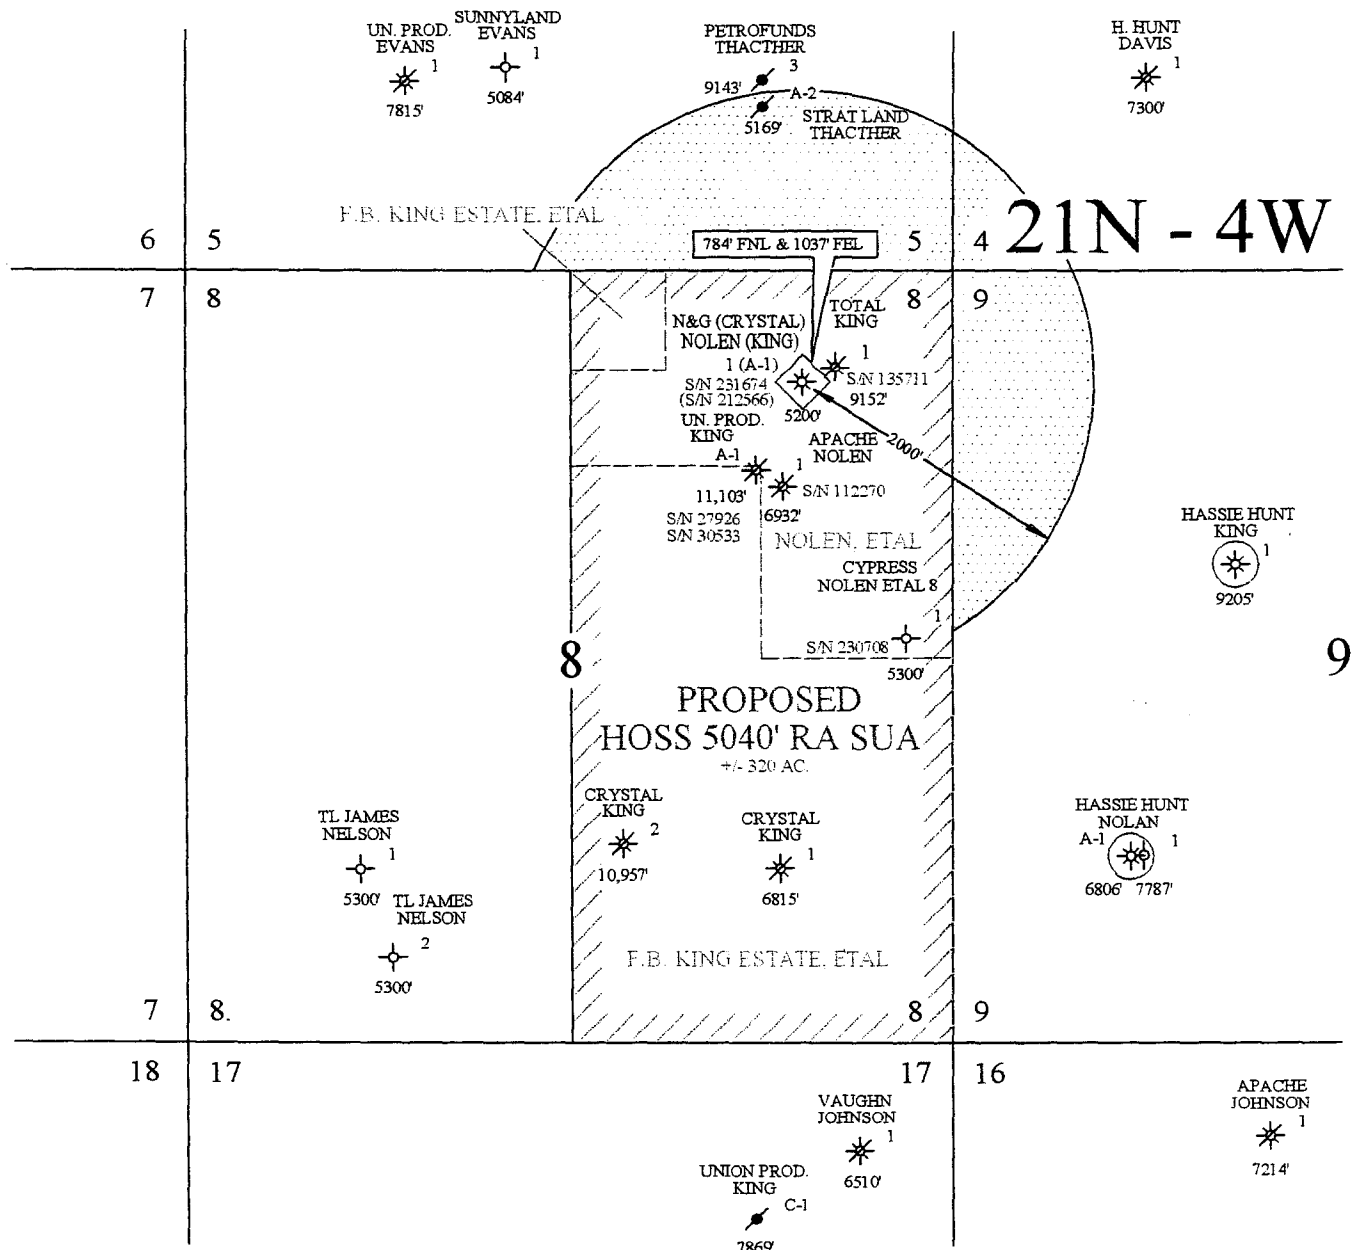 UN. PROD.
EVANS
1
7815'
SUNNYLAND
EVANS
1
5084'
PETROFUNDS
THACTHER
3
9143'
A-2
5169'
STRAT LAND
THACTHER
H. HUNT
DAVIS
1
7300'
F.B. KING ESTATE, ETAL
21N - 4W
6 5
784' FNL & 1037' FEL
5 4
7 8
8 9
N&G (CRYSTAL)
NOLEN (KING)
1 (A-1)
S/N 231674
(S/N 212566)
5200'
TOTAL
KING
1
S/N 135711
9152'
UN. PROD.
KING
A-1
11,103'
S/N 27926
S/N 30533
APACHE
NOLEN
1
S/N 112270
6932'
2000'
NOLEN, ETAL
CYPRESS
NOLEN ETAL 8
1
S/N 230708
5300'
HASSIE HUNT
KING
1
9205'
8
9
PROPOSED
HOSS 5040' RA SUA
+/- 320 AC.
CRYSTAL
KING
2
10,957'
CRYSTAL
KING
1
6815'
TL JAMES
NELSON
1
5300'
TL JAMES
NELSON
2
5300'
HASSIE HUNT
NOLAN
A-1 1
6806' 7787'
F.B. KING ESTATE, ETAL
7 8.
8 9
18 17
17 16
VAUGHN
JOHNSON
1
6510'
APACHE
JOHNSON
1
7214'
UNION PROD.
KING
C-1
7869'